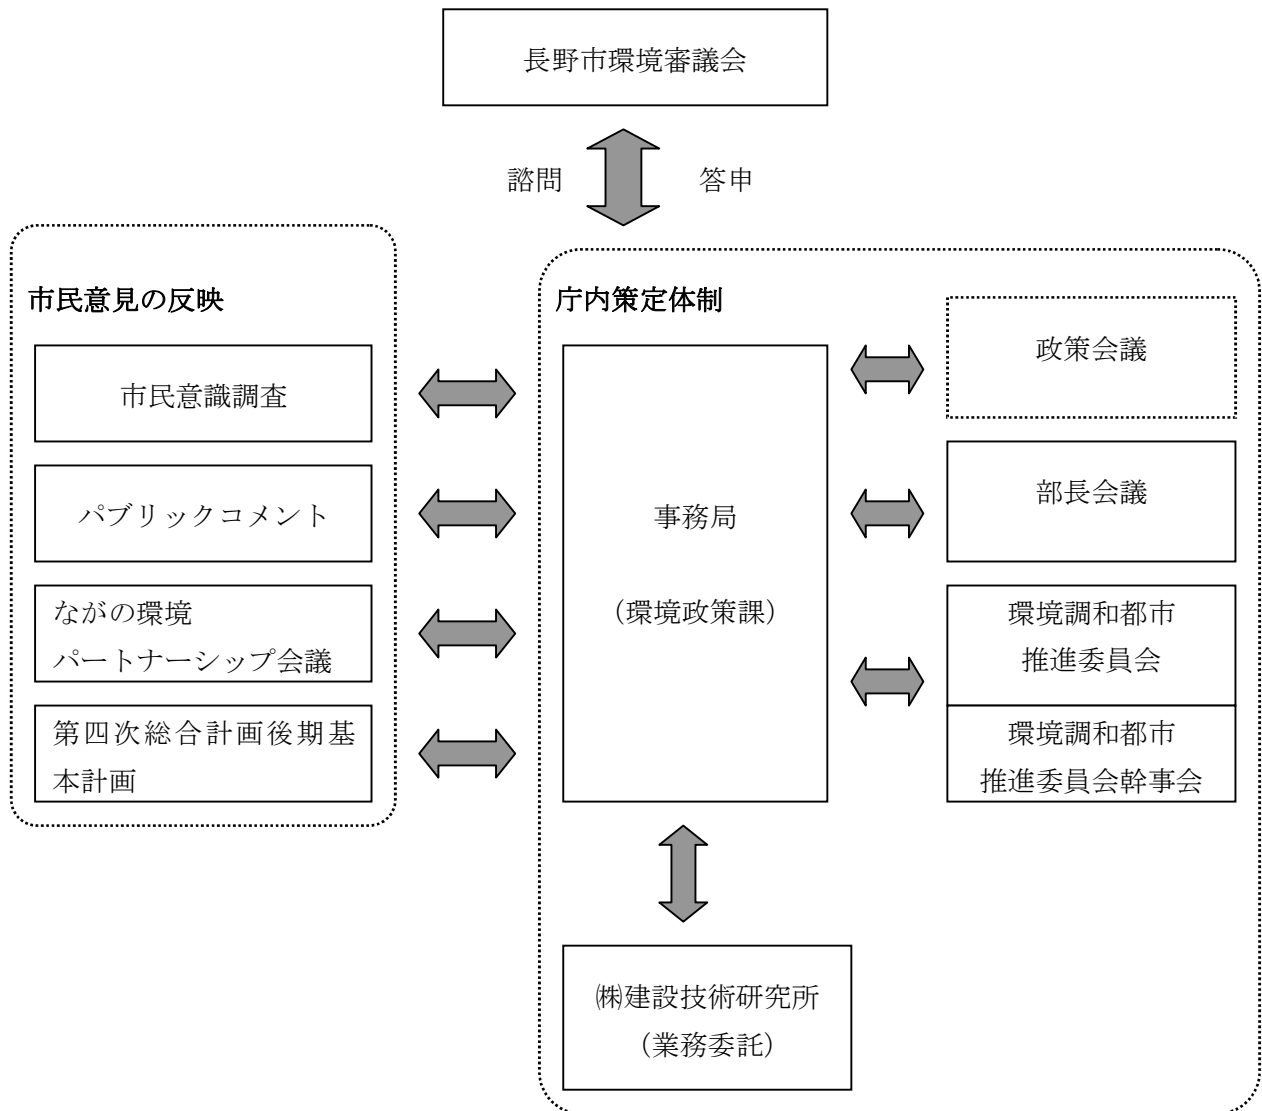 長野市環境審議会
諮問
答申
市民意見の反映
市民意識調査
パブリックコメント
ながの環境
パートナーシップ会議
第四次総合計画後期基
本計画
庁内策定体制
事務局
（環境政策課）
政策会議
部長会議
環境調和都市
推進委員会
環境調和都市
推進委員会幹事会
㈱建設技術研究所
（業務委託）